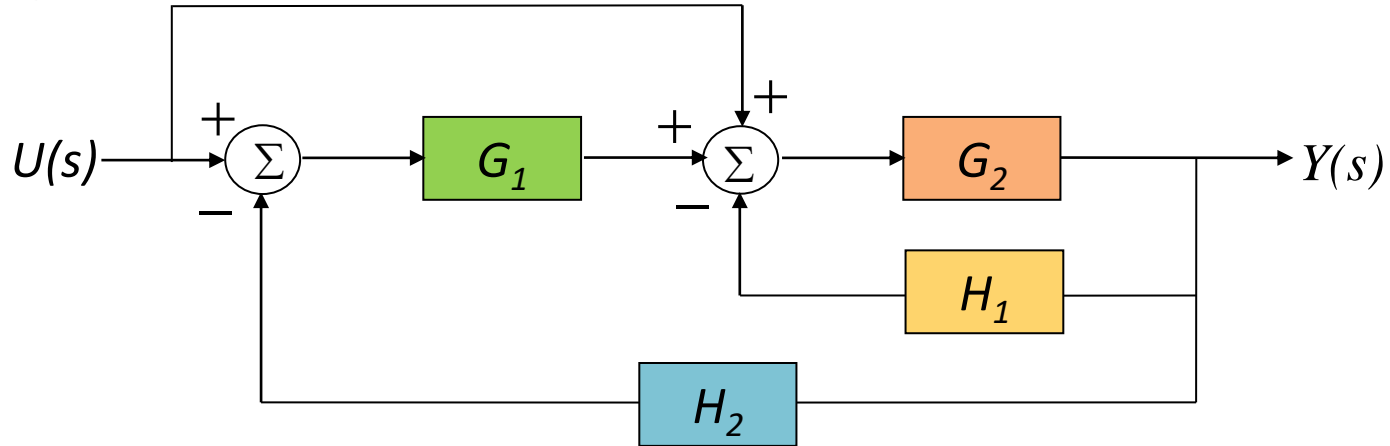 + + +
U(s) Σ G₁ Σ G₂ Y(s)
− −
H₁
H₂